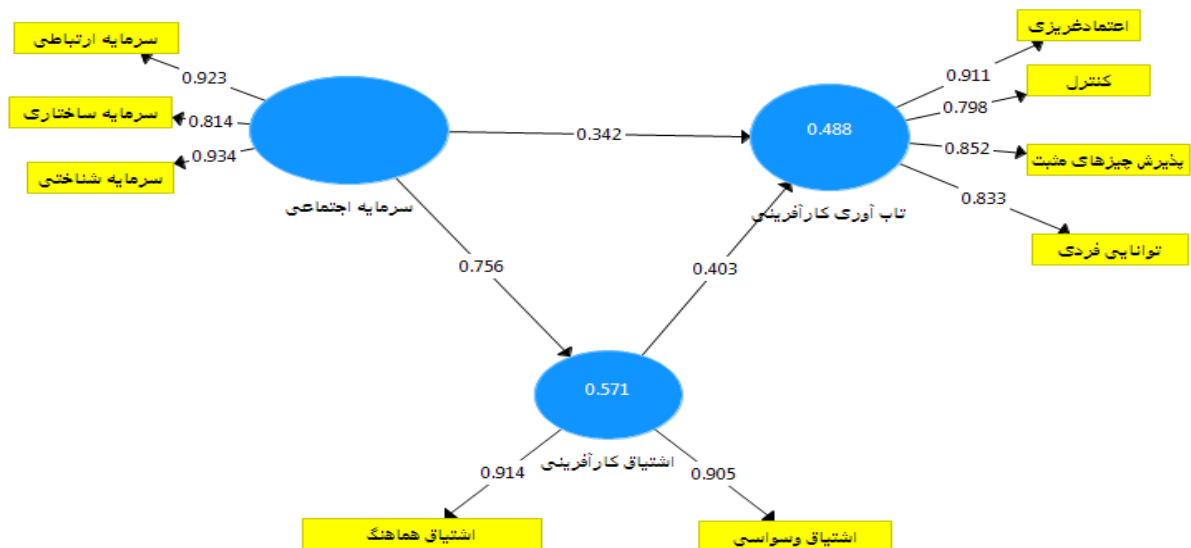 سرمایه ارتباطی
0.923
سرمایه ساختاری
0.814
سرمایه شناختی
0.934
سرمایه اجتماعی
0.342
0.756
0.403
0.488
تاب آوری کارآفرینی
اعتمادغریزی
0.911
کنترل
0.798
پذیرش چیزهای مثبت
0.852
توانایی فردی
0.833
0.571
اشتیاق کارآفرینی
0.914
0.905
اشتیاق هماهنگ
اشتیاق وسواسی